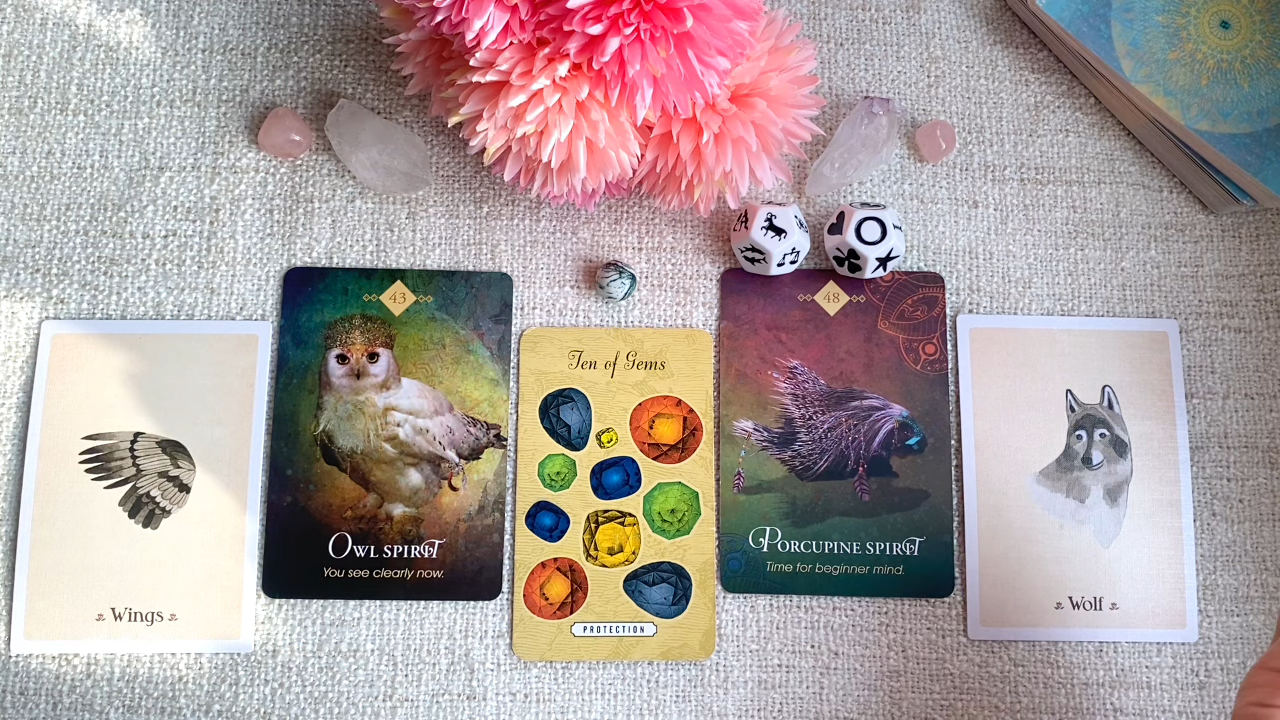 Wings
43
Owl spirit
You see clearly now.
Ten of Gems
PROTECTION
48
Porcupine spirit
Time for beginner mind.
Wolf